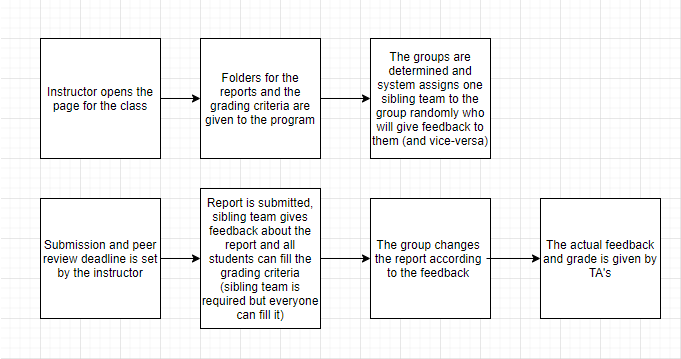 Instructor opens the
page for the class
Folders for the
reports and the
grading criteria are
given to the program
The groups are
determined and
system assigns one
sibling team to the
group randomly who
will give feedback to
them (and vice-versa)
Submission and peer
review deadline is set
by the instructor
Report is submitted,
sibling team gives
feedback about the
report and all
students can fill the
grading criteria
(sibling team is
required but everyone
can fill it)
The group changes
the report according
to the feedback
The actual feedback
and grade is given by
TA's